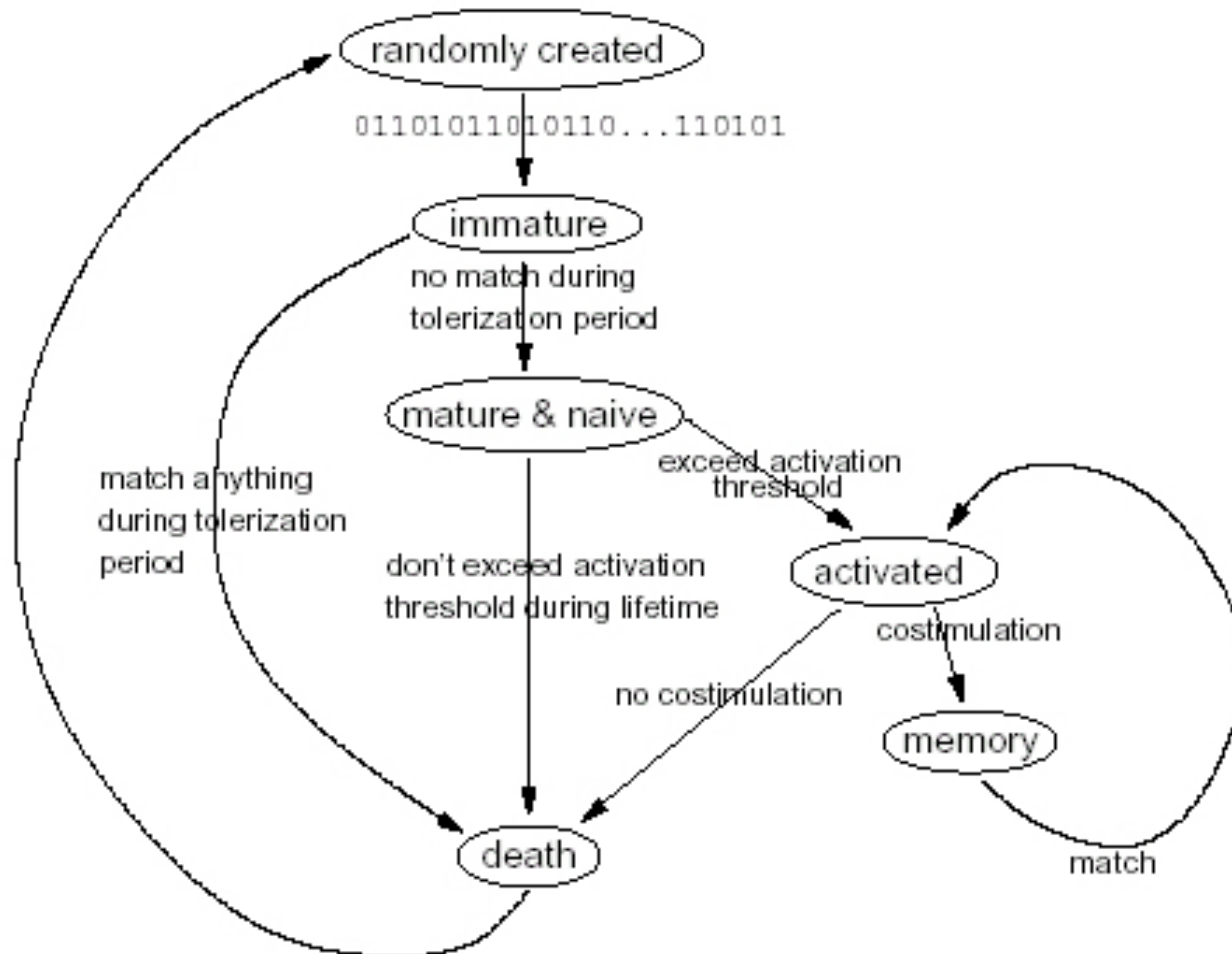 randomly created
01101011010110...110101
immature
no match during
tolerization period
mature & naive
exceed activation
threshold
match anything
during tolerization
period
don't exceed activation
threshold during lifetime
activated
costimulation
no costimulation
memory
death
match